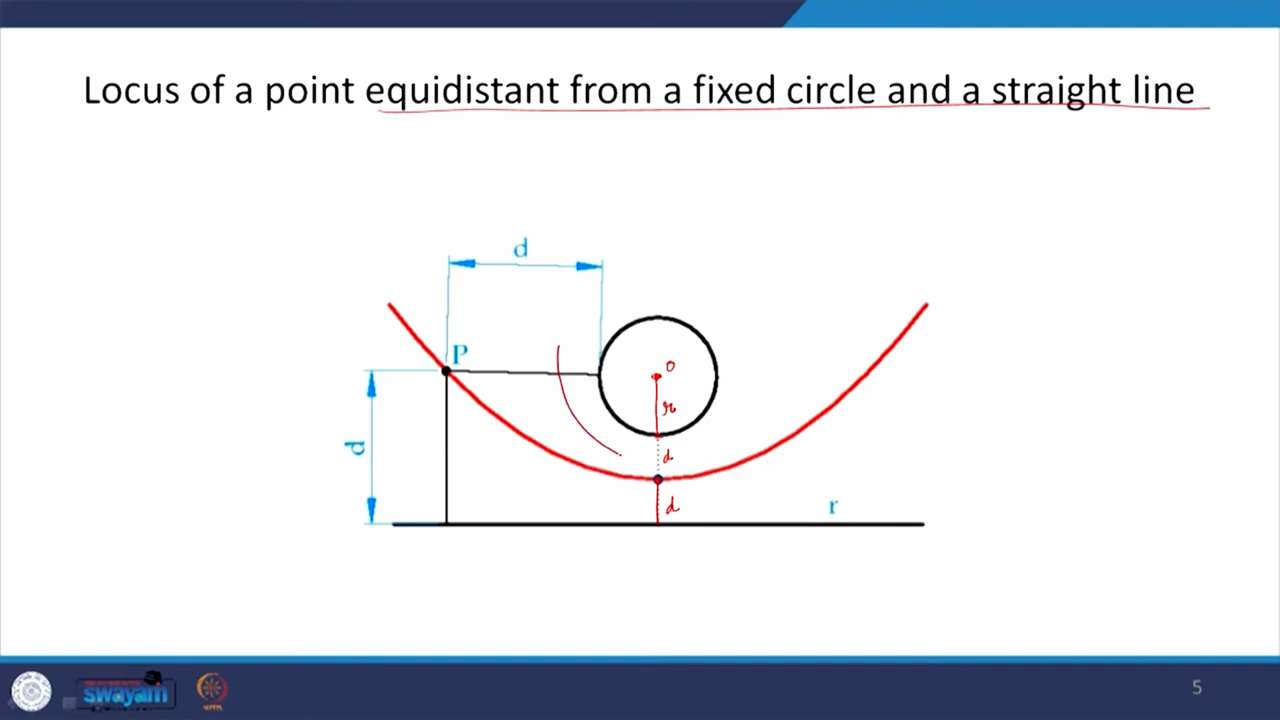 Locus of a point equidistant from a fixed circle and a straight line
d
P
O
r
d
d
d
r
swayam
5